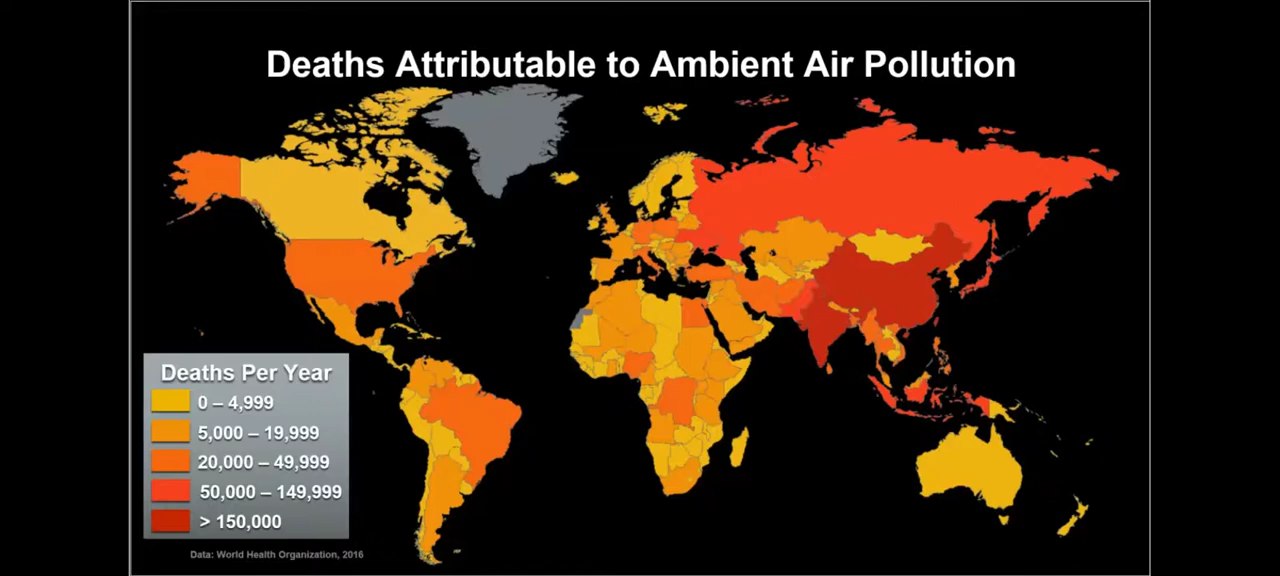 Deaths Attributable to Ambient Air Pollution
Deaths Per Year
0 – 4,999
5,000 – 19,999
20,000 – 49,999
50,000 – 149,999
> 150,000
Data: World Health Organization, 2016